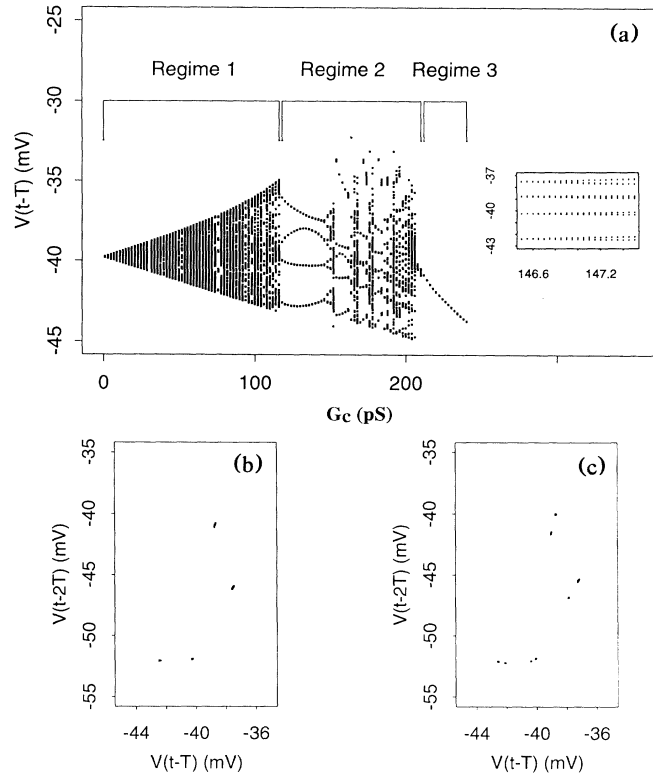 (a)
Regime 1
Regime 2
Regime 3
V(t-T) (mV)
-25
-30
-35
-40
-45
0
100
200
Gc (pS)
-37
-40
-43
146.6
147.2
(b)
V(t-2T) (mV)
-35
-40
-45
-50
-55
-44
-40
-36
V(t-T) (mV)
(c)
V(t-2T) (mV)
-35
-40
-45
-50
-55
-44
-40
-36
V(t-T) (mV)